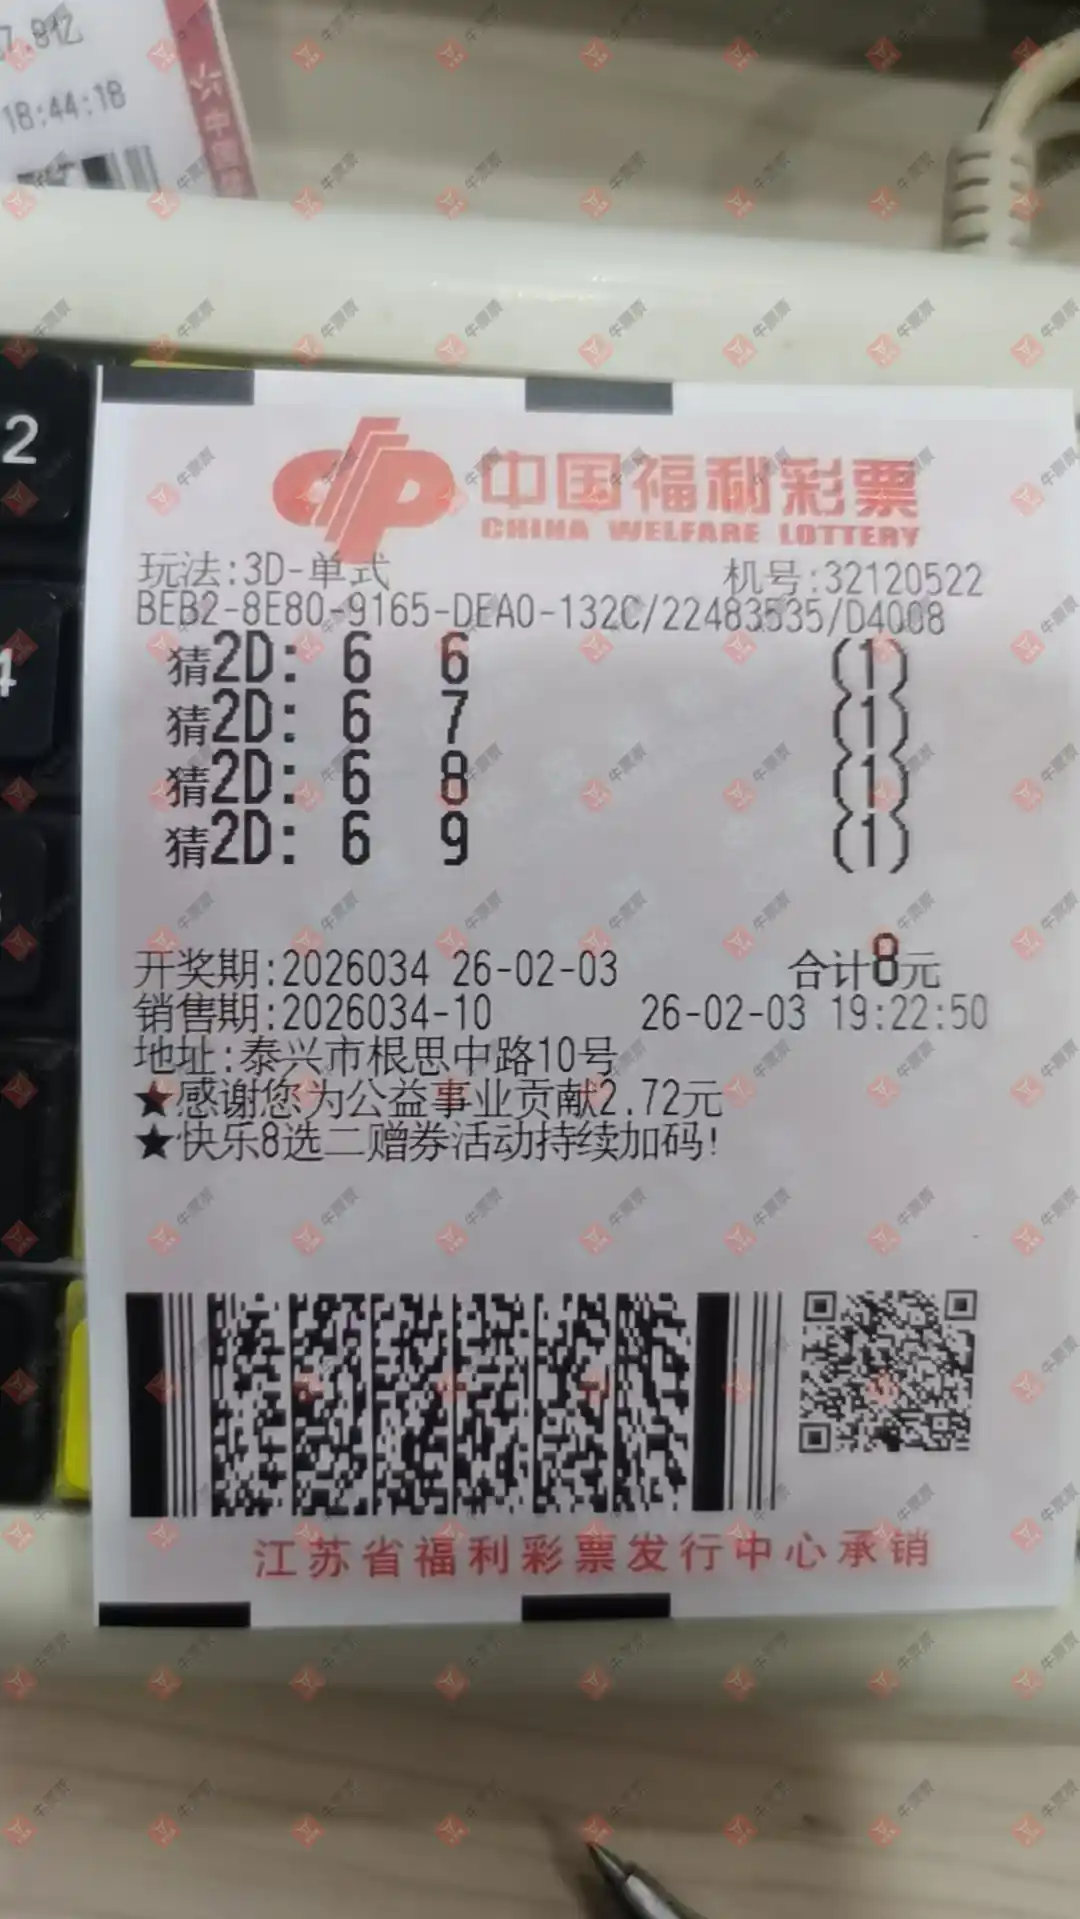 7.8亿
18:44:18
中国福利彩票
CHINA WELFARE LOTTERY
玩法:3D-单式 机号:32120522
BEB2-8E80-9165-DEA0-132C/22483535/D4008
猜2D: 6 6 (1)
猜2D: 6 7 (1)
猜2D: 6 8 (1)
猜2D: 6 9 (1)
开奖期:2026034 26-02-03 合计8元
销售期:2026034-10 26-02-03 19:22:50
地址:泰兴市根思中路10号
★感谢您为公益事业贡献2.72元
★快乐8选二赠券活动持续加码!
江苏省福利彩票发行中心承销
2
4
牛票票